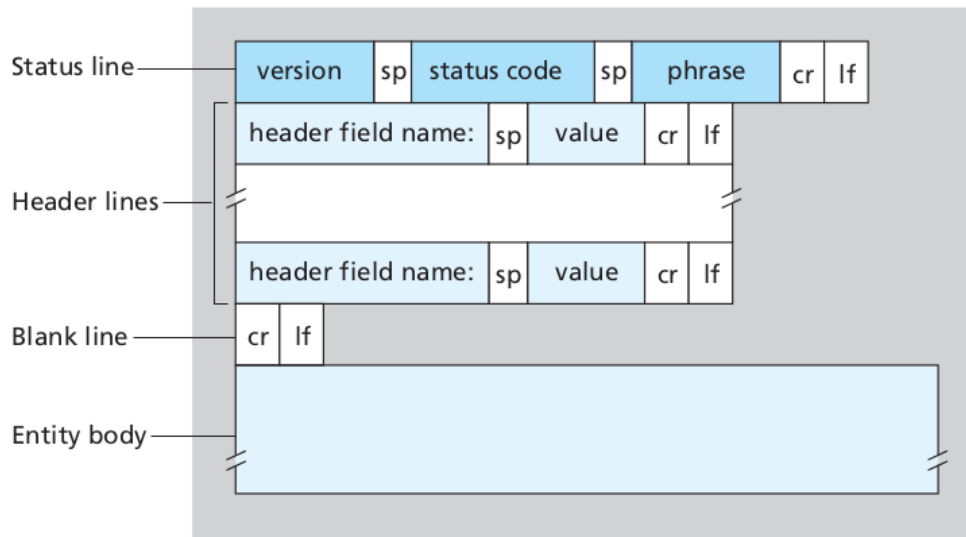 Status line version sp status code sp phrase cr lf
header field name: sp value cr lf
Header lines
header field name: sp value cr lf
Blank line cr lf
Entity body